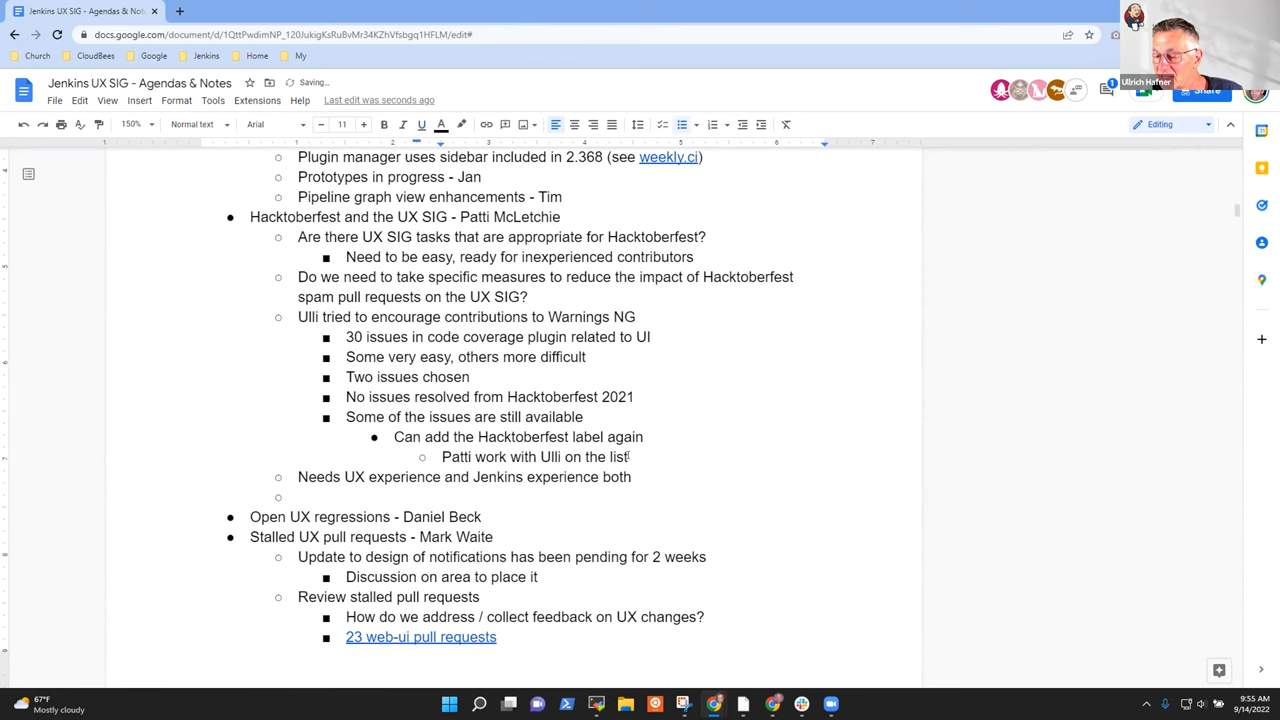 Jenkins UX SIG - Agendas & Notes
docs.google.com/document/d/1QttPwdimNP_120JukigKsRuBvMr34KZhVfsbgq1HFLM/edit#
Church
CloudBees
Google
Jenkins
Home
My
Ullrich Hafner
Jenkins UX SIG - Agendas & Notes
Saving...
File Edit View Insert Format Tools Extensions Help Last edit was seconds ago
1
Share
150% Normal text Arial 11 Editing
1 1 2 3 4 5 6 7
Plugin manager uses sidebar included in 2.368 (see weekly.ci)
Prototypes in progress - Jan
Pipeline graph view enhancements - Tim
Hacktoberfest and the UX SIG - Patti McLetchie
Are there UX SIG tasks that are appropriate for Hacktoberfest?
Need to be easy, ready for inexperienced contributors
Do we need to take specific measures to reduce the impact of Hacktoberfest
spam pull requests on the UX SIG?
Ulli tried to encourage contributions to Warnings NG
30 issues in code coverage plugin related to UI
Some very easy, others more difficult
Two issues chosen
No issues resolved from Hacktoberfest 2021
Some of the issues are still available
Can add the Hacktoberfest label again
Patti work with Ulli on the list
Needs UX experience and Jenkins experience both
Open UX regressions - Daniel Beck
Stalled UX pull requests - Mark Waite
Update to design of notifications has been pending for 2 weeks
Discussion on area to place it
Review stalled pull requests
How do we address / collect feedback on UX changes?
23 web-ui pull requests
67°F
Mostly cloudy
9:55 AM
9/14/2022